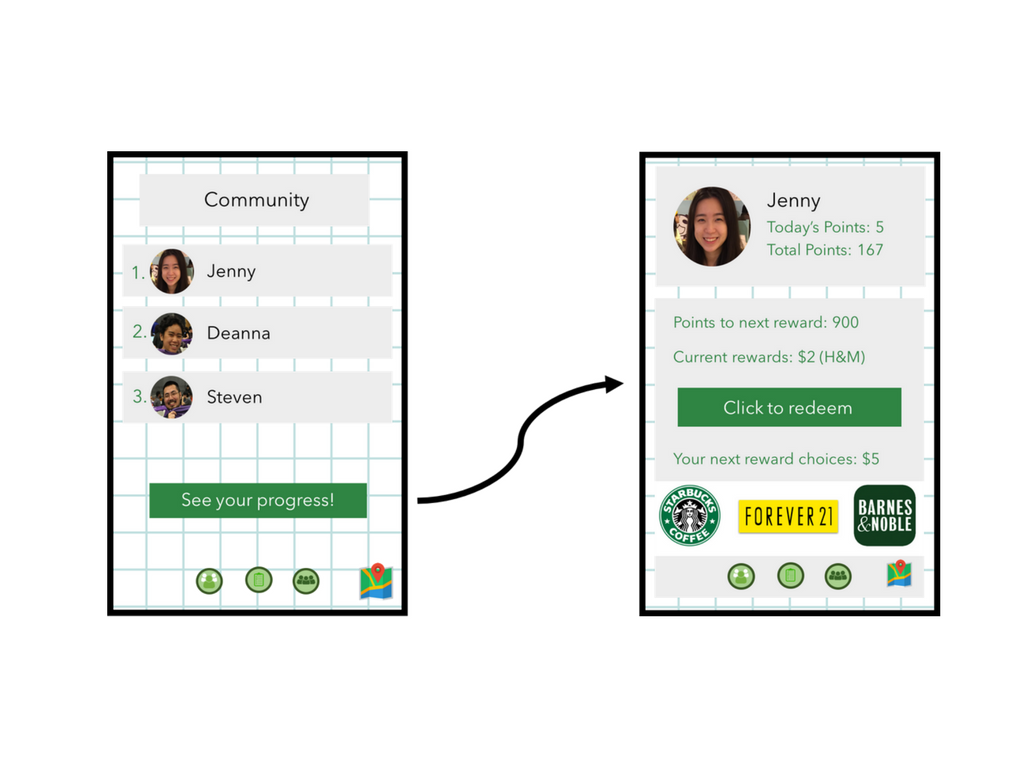 Community
1. Jenny
2. Deanna
3. Steven
See your progress!
Jenny
Today's Points: 5
Total Points: 167
Points to next reward: 900
Current rewards: $2 (H&M)
Click to redeem
Your next reward choices: $5
STARBUCKS
COFFEE
FOREVER 21
BARNES
&NOBLE